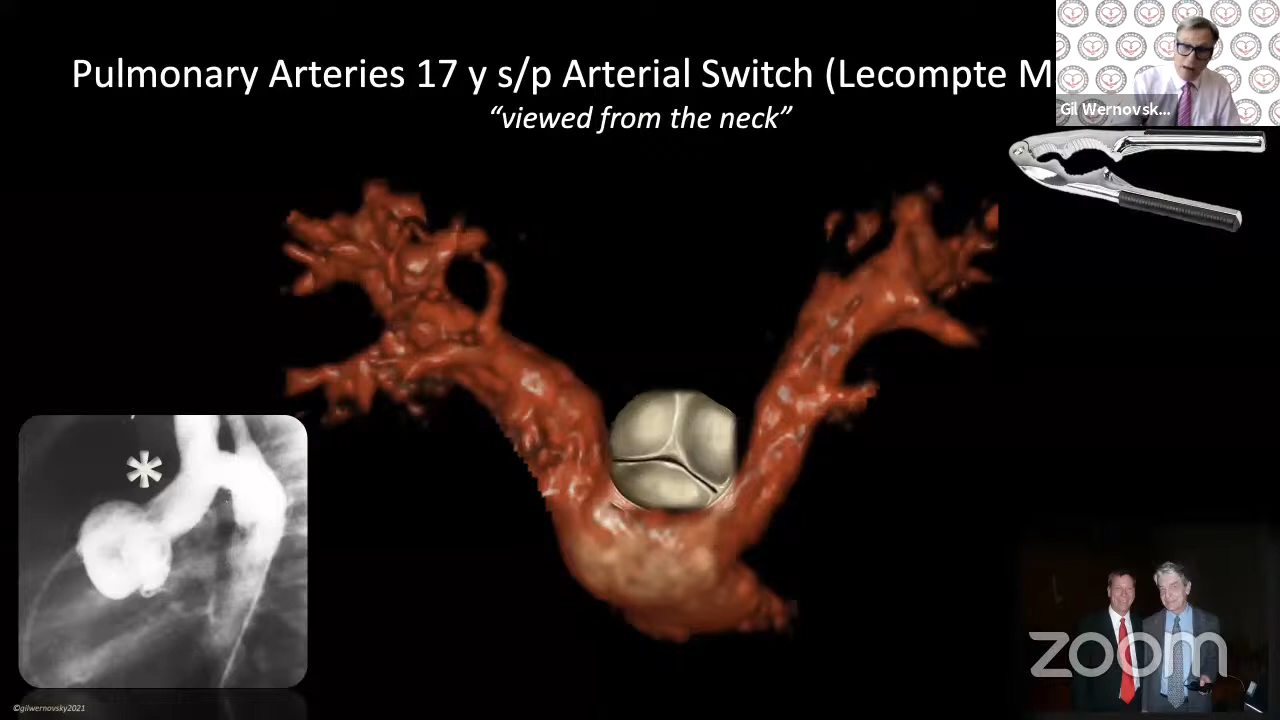 Pulmonary Arteries 17 y s/p Arterial Switch (Lecompte M
“viewed from the neck”
Gil Wernovsk...
*
zoom
©gilwernovsky2021